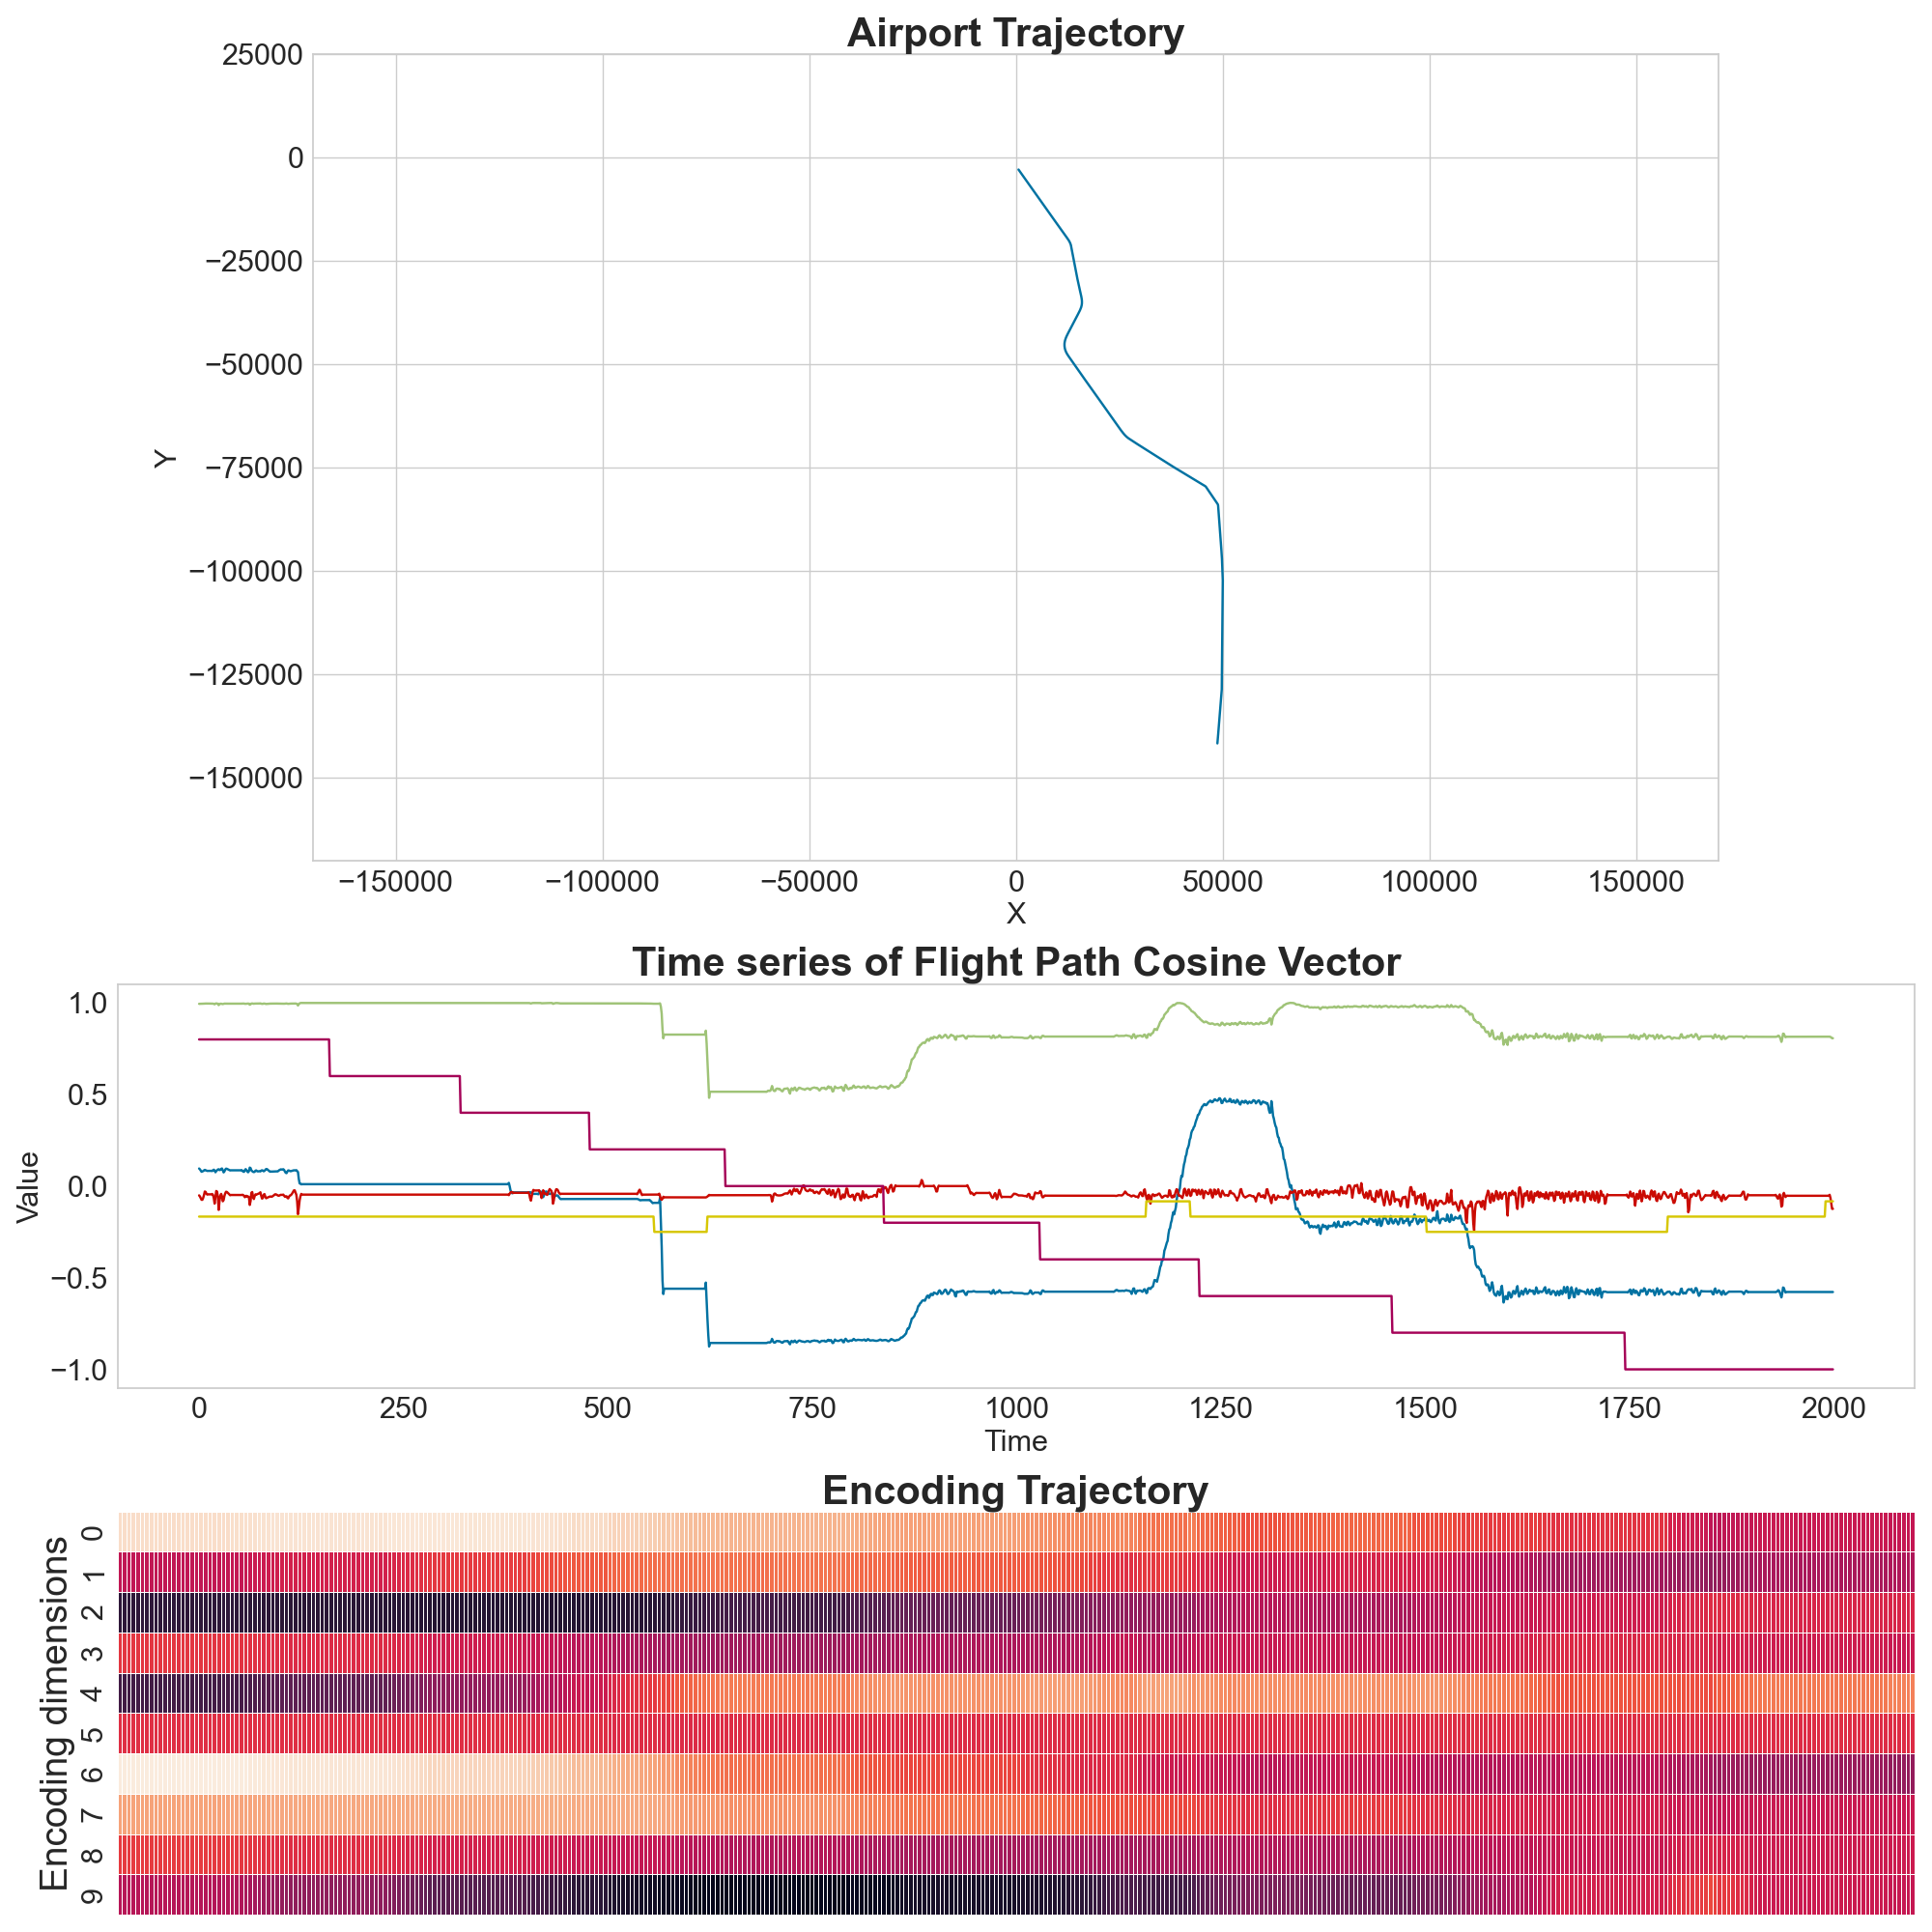 Airport Trajectory
25000
0
−25000
−50000
−75000
−100000
−125000
−150000
Y
−150000 −100000 −50000 0 50000 100000 150000
X
Time series of Flight Path Cosine Vector
1.0
0.5
0.0
−0.5
−1.0
Value
0 250 500 750 1000 1250 1500 1750 2000
Time
Encoding Trajectory
0
1
2
3
4
5
6
7
8
9
Encoding dimensions